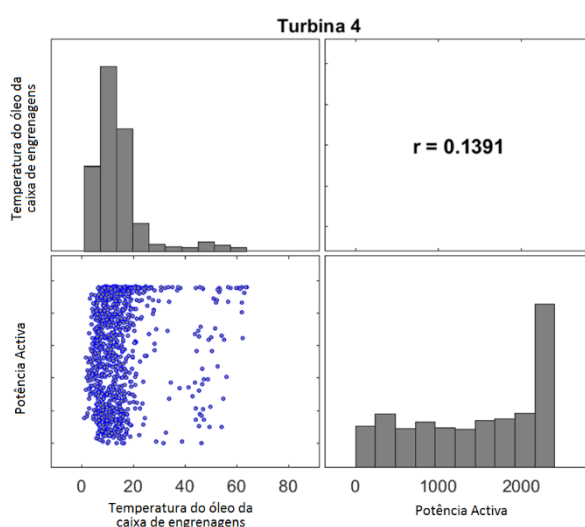 Turbina 4
Temperatura do óleo da
caixa de engrenagens
r = 0.1391
Potência Activa
0 20 40 60 80
Temperatura do óleo da
caixa de engrenagens
0 1000 2000
Potência Activa